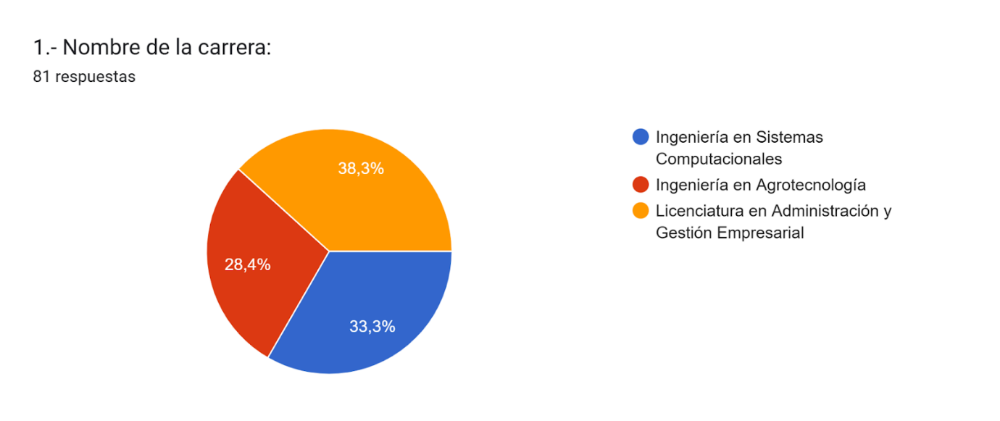 1.- Nombre de la carrera:
81 respuestas
38,3%
28,4%
33,3%
Ingeniería en Sistemas
Computacionales
Ingeniería en Agrotecnología
Licenciatura en Administración y
Gestión Empresarial